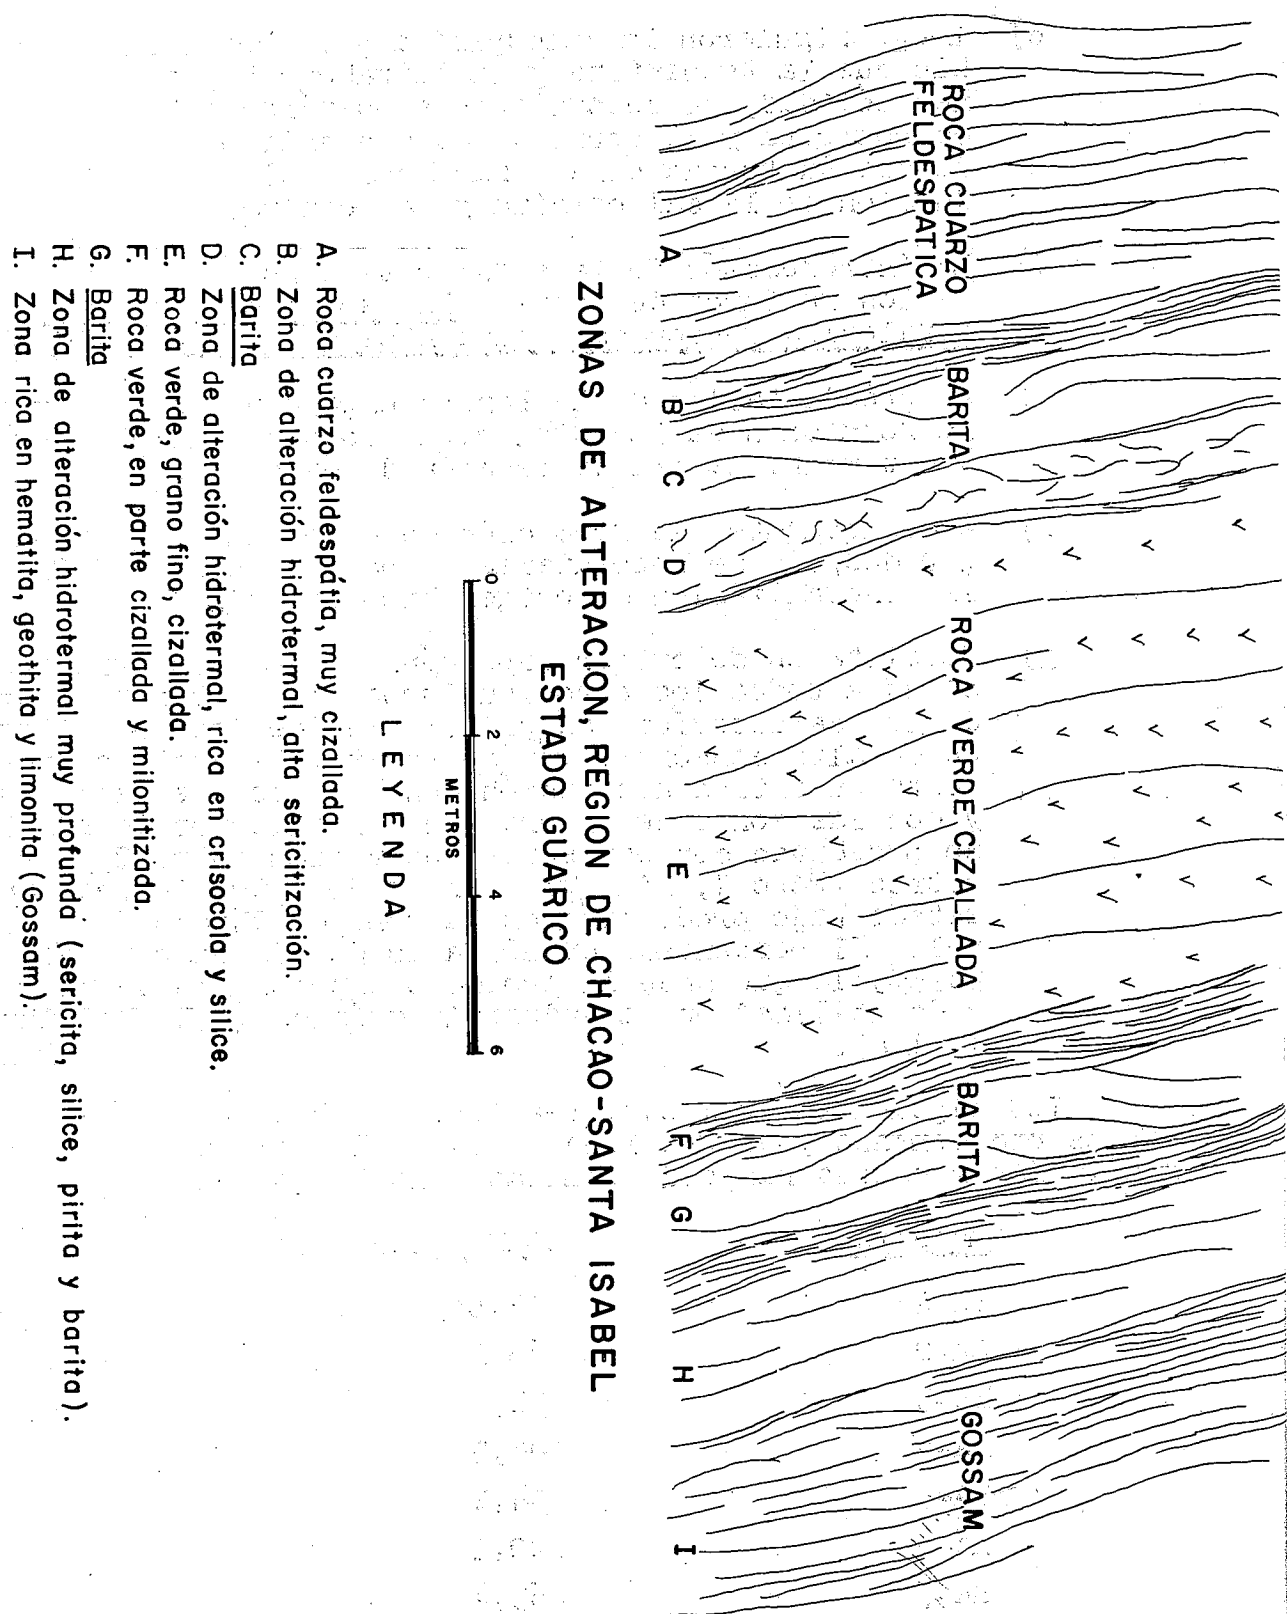 ROCA CUARZO
FELDESPATICA
BARITA
ROCA VERDE CIZALLADA
BARITA
GOSSAM
A
B
C
D
E
F
G
H
I
ZONAS DE ALTERACION, REGION DE CHACAO-SANTA ISABEL
ESTADO GUARICO
0 2 4 6
METROS
LEYENDA
A. Roca cuarzo feldespátia, muy cizallada.
B. Zona de alteración hidrotermal, alta sericitización.
C. Barita
D. Zona de alteración hidrotermal, rica en crisocola y silice.
E. Roca verde, grano fino, cizallada.
F. Roca verde, en parte cizallada y milonitizada.
G. Barita
H. Zona de alteración hidrotermal muy profunda (sericita, silice, pirita y barita).
I. Zona rica en hematita, geothita y limonita (Gossam).